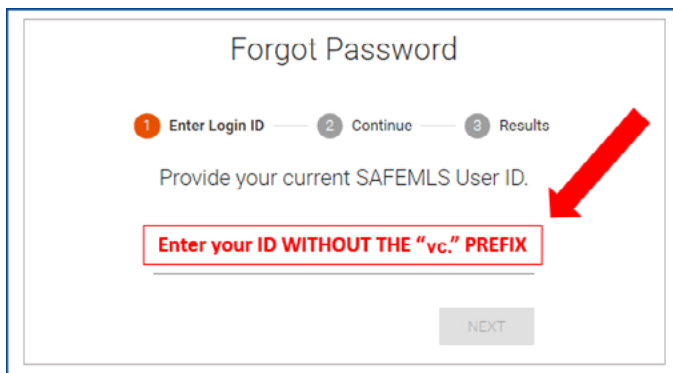 Forgot Password
1 Enter Login ID 2 Continue 3 Results
Provide your current SAFEMLS User ID.
Enter your ID WITHOUT THE “vc.” PREFIX
NEXT